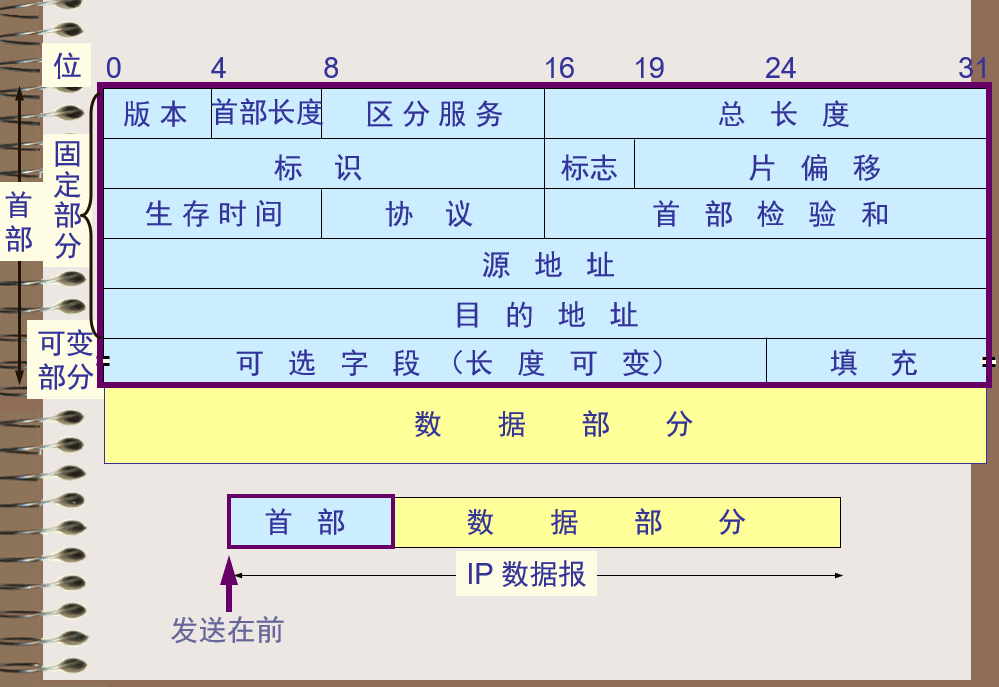 位 0 4 8 16 19 24 31
版 本 首部长度 区 分 服 务 总 长 度
标 识 标志 片 偏 移
生 存 时 间 协 议 首 部 检 验 和
源 地 址
目 的 地 址
可 选 字 段 （长 度 可 变） 填 充
首部
固定部分
可变
部分
数 据 部 分
首 部 数 据 部 分
IP 数据报
发送在前